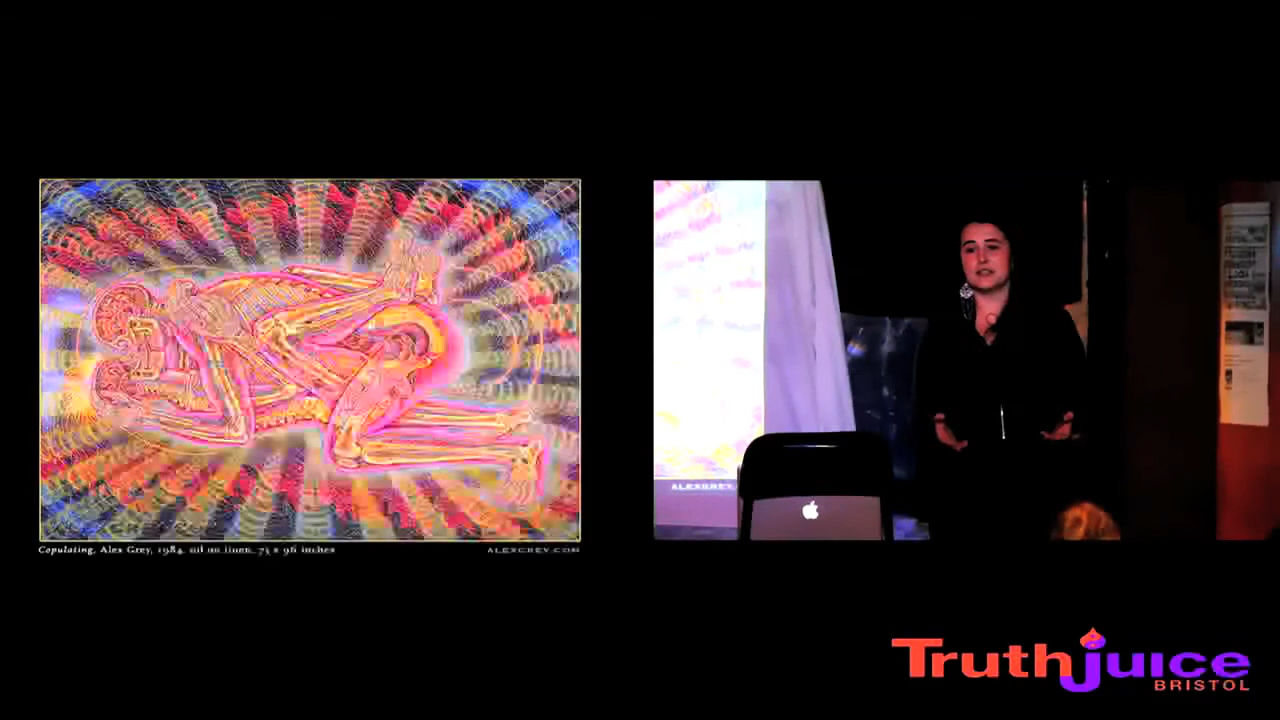 Copulating, Alex Grey, 1984, oil on linen, 73 x 96 inches
ALEXGREY.COM
ALEXGREY.
Truthjuice
BRISTOL